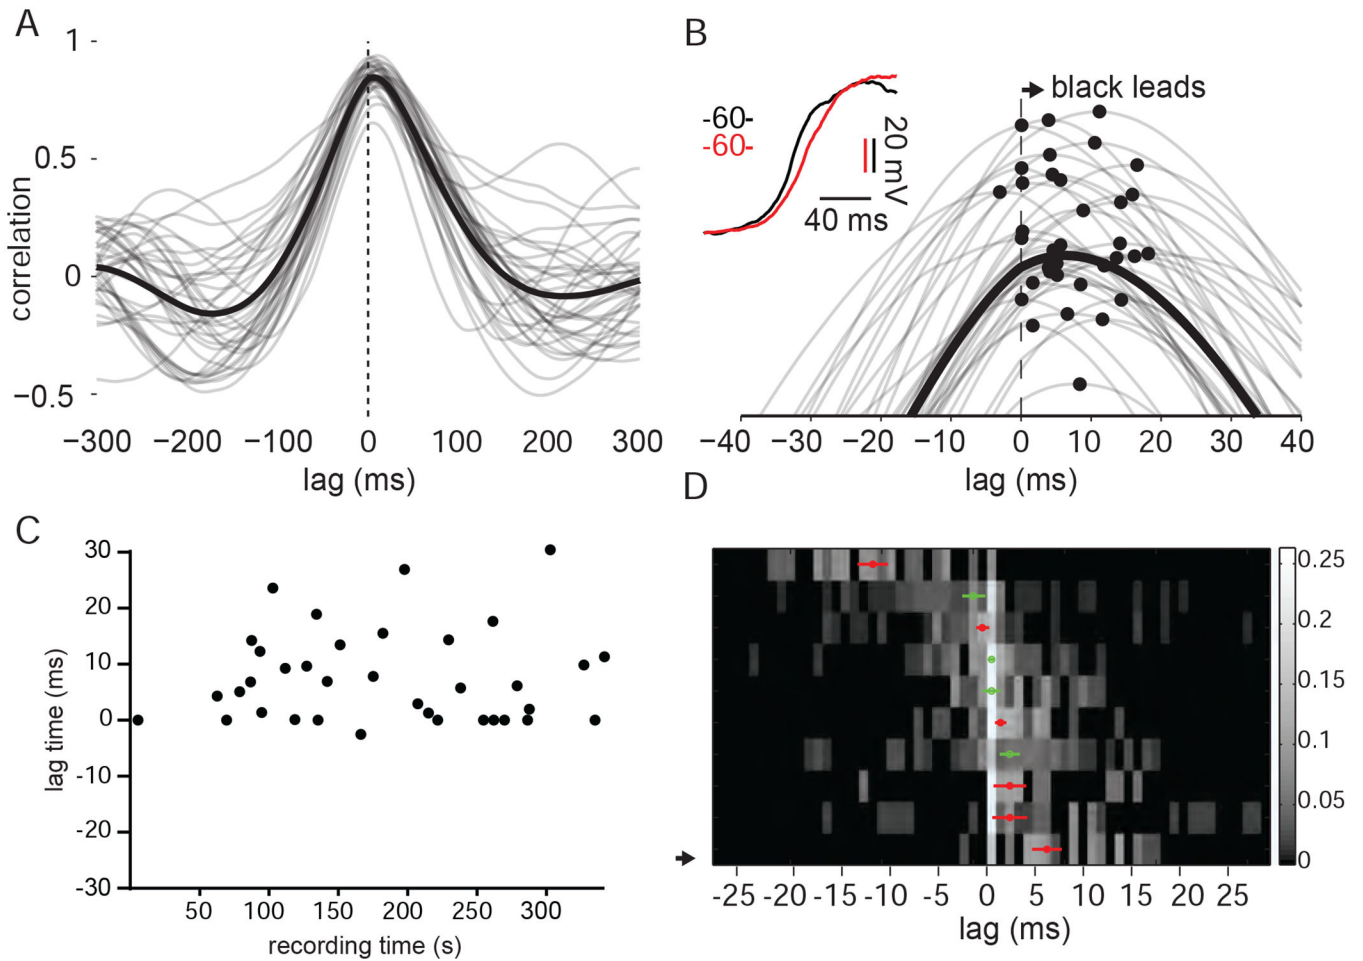 A
1
0.5
0
−0.5
correlation
−300 −200 −100 0 100 200 300
lag (ms)
B
-60-
-60-
20 mV
40 ms
black leads
−40 −30 −20 −10 0 10 20 30 40
lag (ms)
C
30
20
10
0
-10
-20
-30
lag time (ms)
50 100 150 200 250 300
recording time (s)
D
0.25
0.2
0.15
0.1
0.05
0
-25 -20 -15 -10 -5 0 5 10 15 20 25
lag (ms)